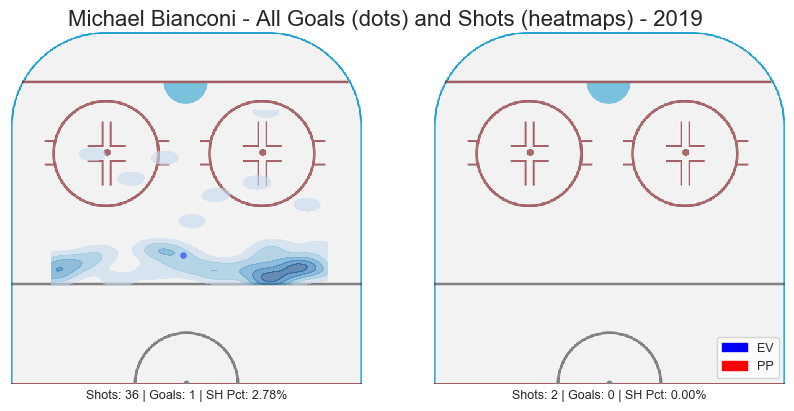 Michael Bianconi - All Goals (dots) and Shots (heatmaps) - 2019
EV
PP
Shots: 36 | Goals: 1 | SH Pct: 2.78%
Shots: 2 | Goals: 0 | SH Pct: 0.00%